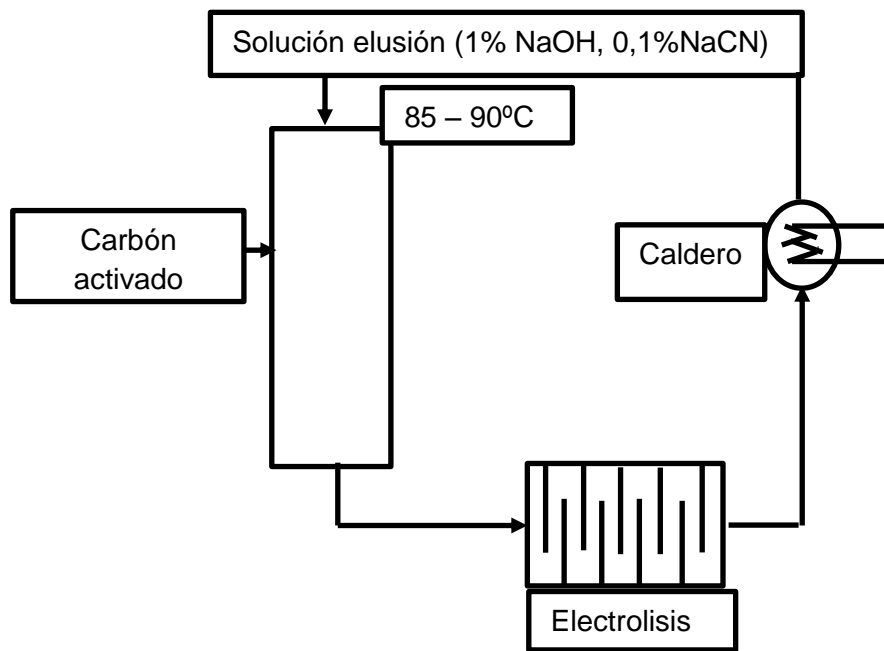 Solución elusión (1% NaOH, 0,1%NaCN)
85 – 90ºC
Carbón
activado
Caldero
Electrolisis